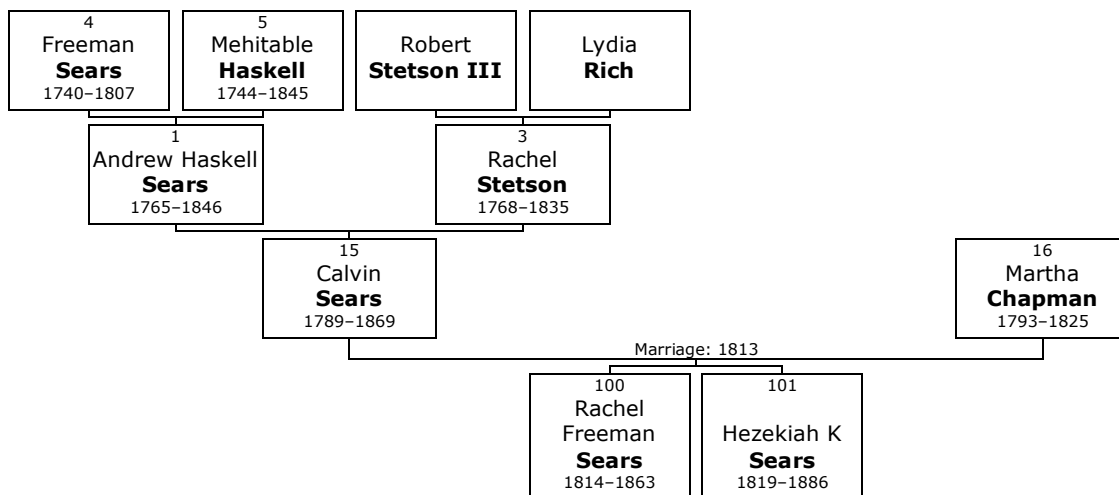 4
Freeman
Sears
1740–1807
5
Mehitable
Haskell
1744–1845
Robert
Stetson III
Lydia
Rich
1
Andrew Haskell
Sears
1765–1846
3
Rachel
Stetson
1768–1835
15
Calvin
Sears
1789–1869
16
Martha
Chapman
1793–1825
Marriage: 1813
100
Rachel
Freeman
Sears
1814–1863
101
Hezekiah K
Sears
1819–1886